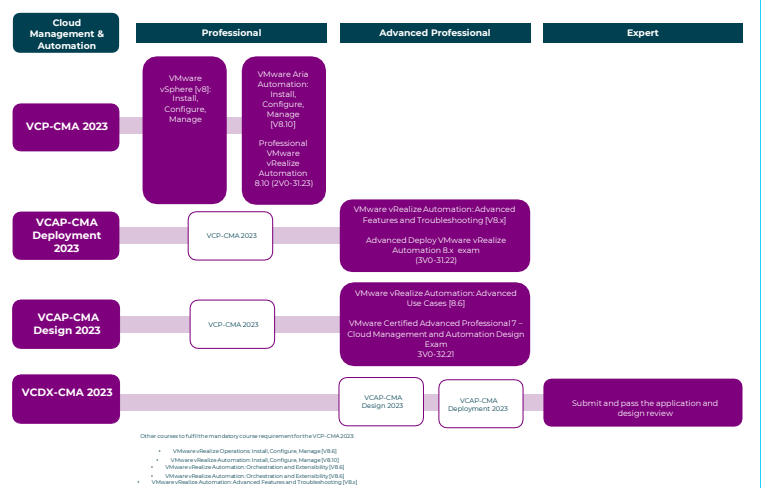 Cloud
Management &
Automation
Professional
Advanced Professional
Expert
VCP-CMA 2023
VMware
vSphere [v8]:
Install,
Configure,
Manage
VMware Aria
Automation:
Install,
Configure,
Manage
[V8.10]
Professional
VMware
vRealize
Automation
8.10 (2V0-31.23)
VCAP-CMA
Deployment
2023
VCP-CMA 2023
VMware vRealize Automation: Advanced
Features and Troubleshooting [V8.x]
Advanced Deploy VMware vRealize
Automation 8.x exam
(3V0-31.22)
VCAP-CMA
Design 2023
VCP-CMA 2023
VMware vRealize Automation: Advanced
Use Cases [8.6]
VMware Certified Advanced Professional 7 –
Cloud Management and Automation Design
Exam
3V0-32.21
VCDX-CMA 2023
VCAP-CMA
Design 2023
VCAP-CMA
Deployment 2023
Submit and pass the application and
design review
Other courses to fulfil the mandatory course requirement for the VCP-CMA 2023
• VMware vRealize Operations: Install, Configure, Manage [V8.6]
• VMware vRealize Automation: Install, Configure, Manage [V8.10]
• VMware vRealize Automation: Orchestration and Extensibility [V8.6]
• VMware vRealize Automation: Orchestration and Extensibility [V8.6]
• VMware vRealize Automation: Advanced Features and Troubleshooting [V8.x]